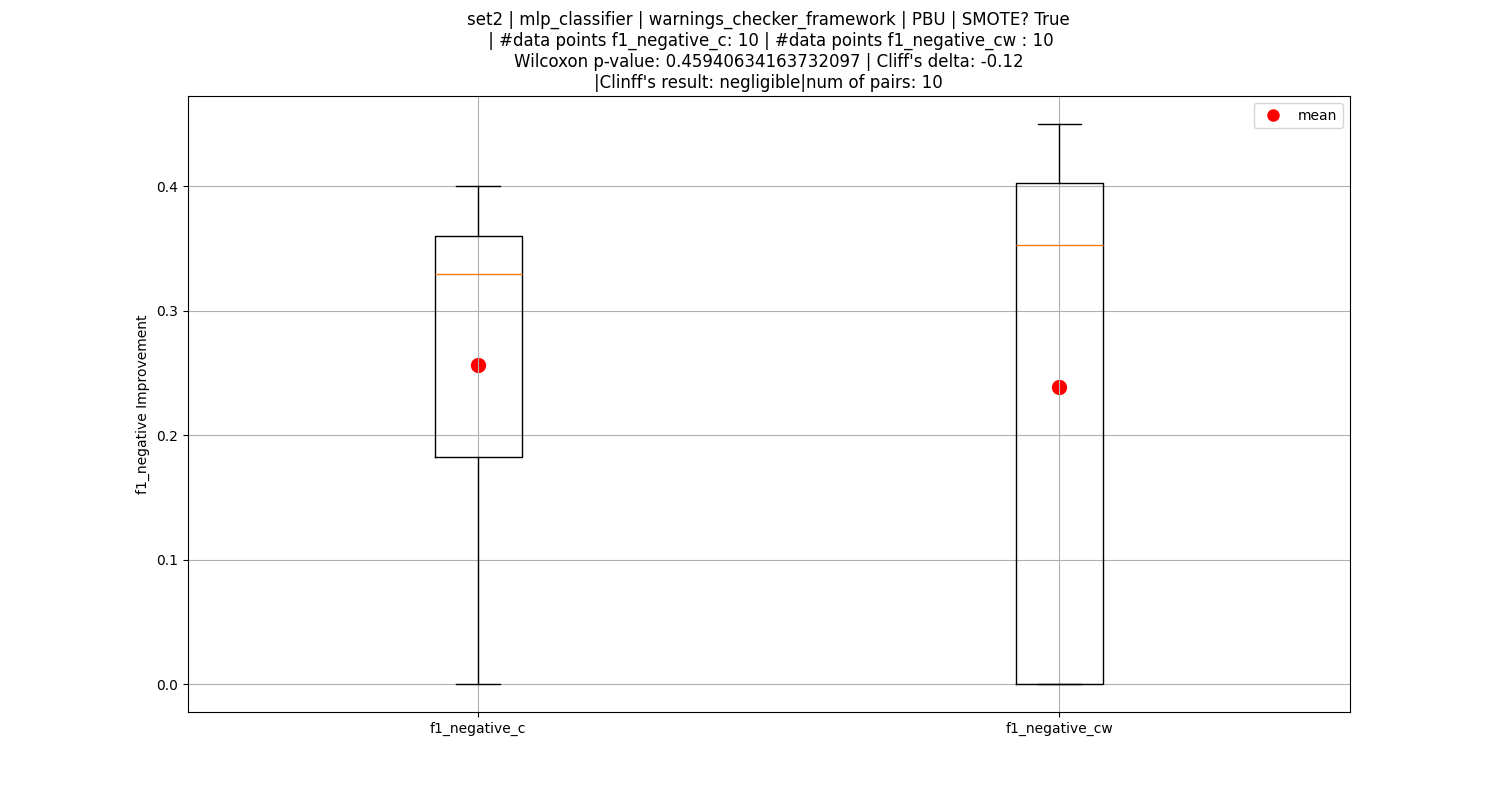 set2 | mlp_classifier | warnings_checker_framework | PBU | SMOTE? True
| #data points f1_negative_c: 10 | #data points f1_negative_cw : 10
Wilcoxon p-value: 0.45940634163732097 | Cliff's delta: -0.12
|Clinff's result: negligible|num of pairs: 10
mean
0.4
0.3
0.2
0.1
0.0
f1_negative Improvement
f1_negative_c
f1_negative_cw